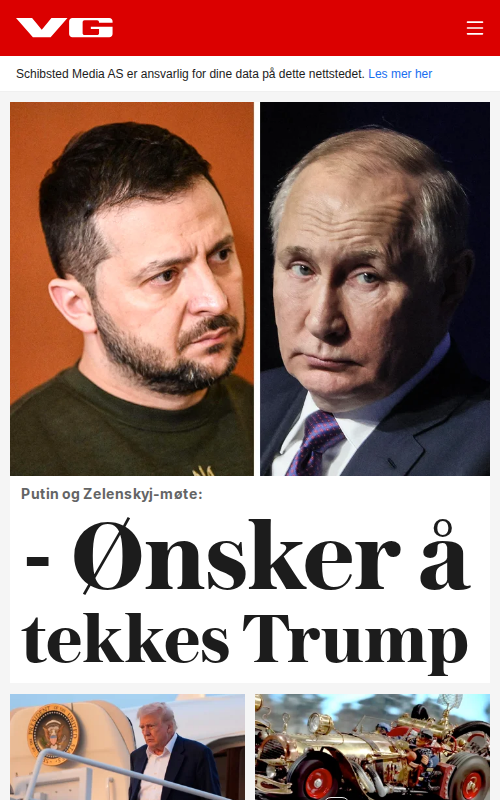 VG
Schibsted Media AS er ansvarlig for dine data på dette nettstedet. Les mer her
Putin og Zelenskyj-møte:
- Ønsker å
tekkes Trump